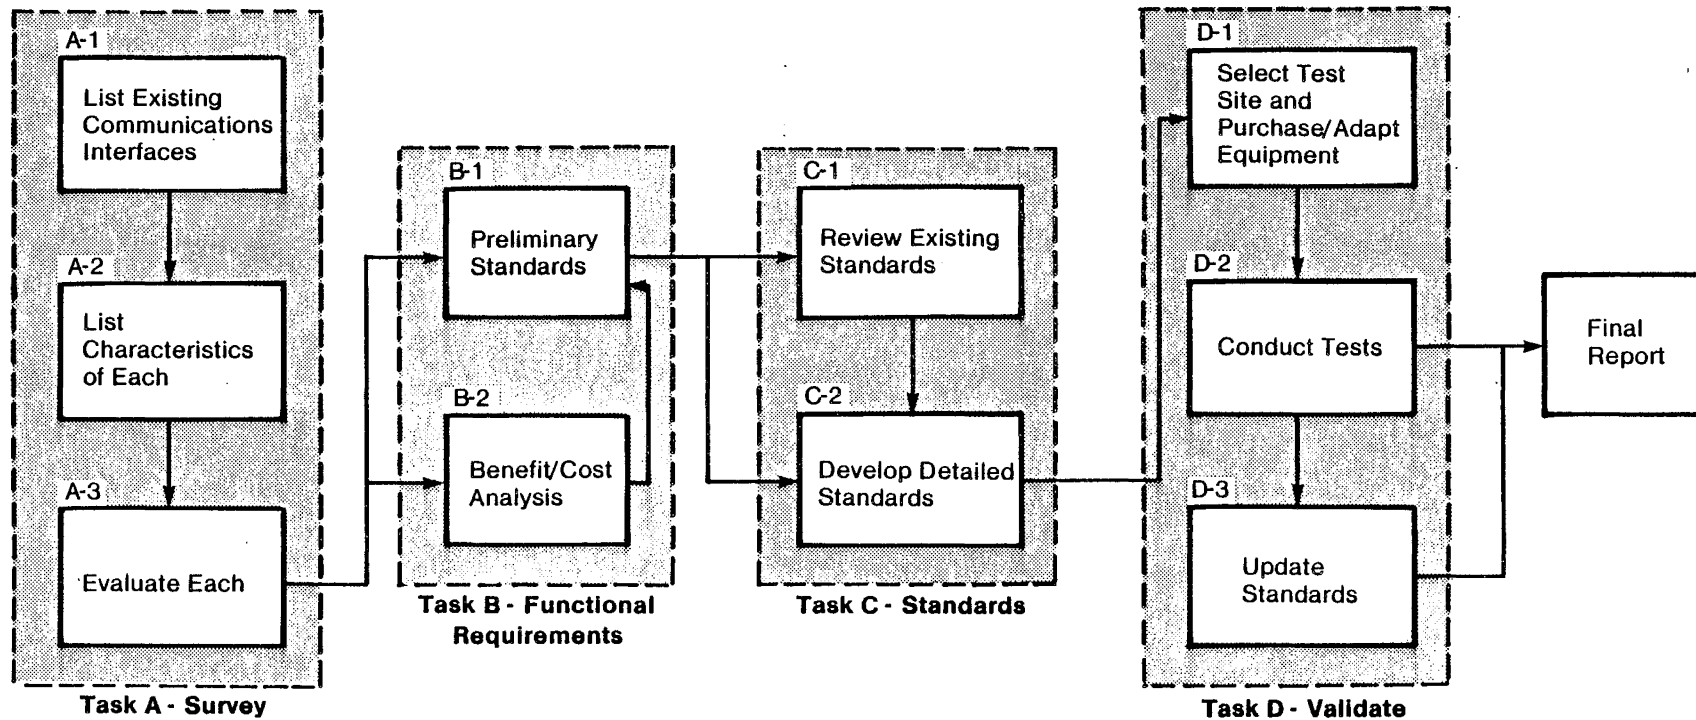 A-1
List Existing
Communications
Interfaces
A-2
List
Characteristics
of Each
A-3
Evaluate Each
Task A - Survey
B-1
Preliminary
Standards
B-2
Benefit/Cost
Analysis
Task B - Functional
Requirements
C-1
Review Existing
Standards
C-2
Develop Detailed
Standards
Task C - Standards
D-1
Select Test
Site and
Purchase/Adapt
Equipment
D-2
Conduct Tests
D-3
Update
Standards
Task D - Validate
Final
Report